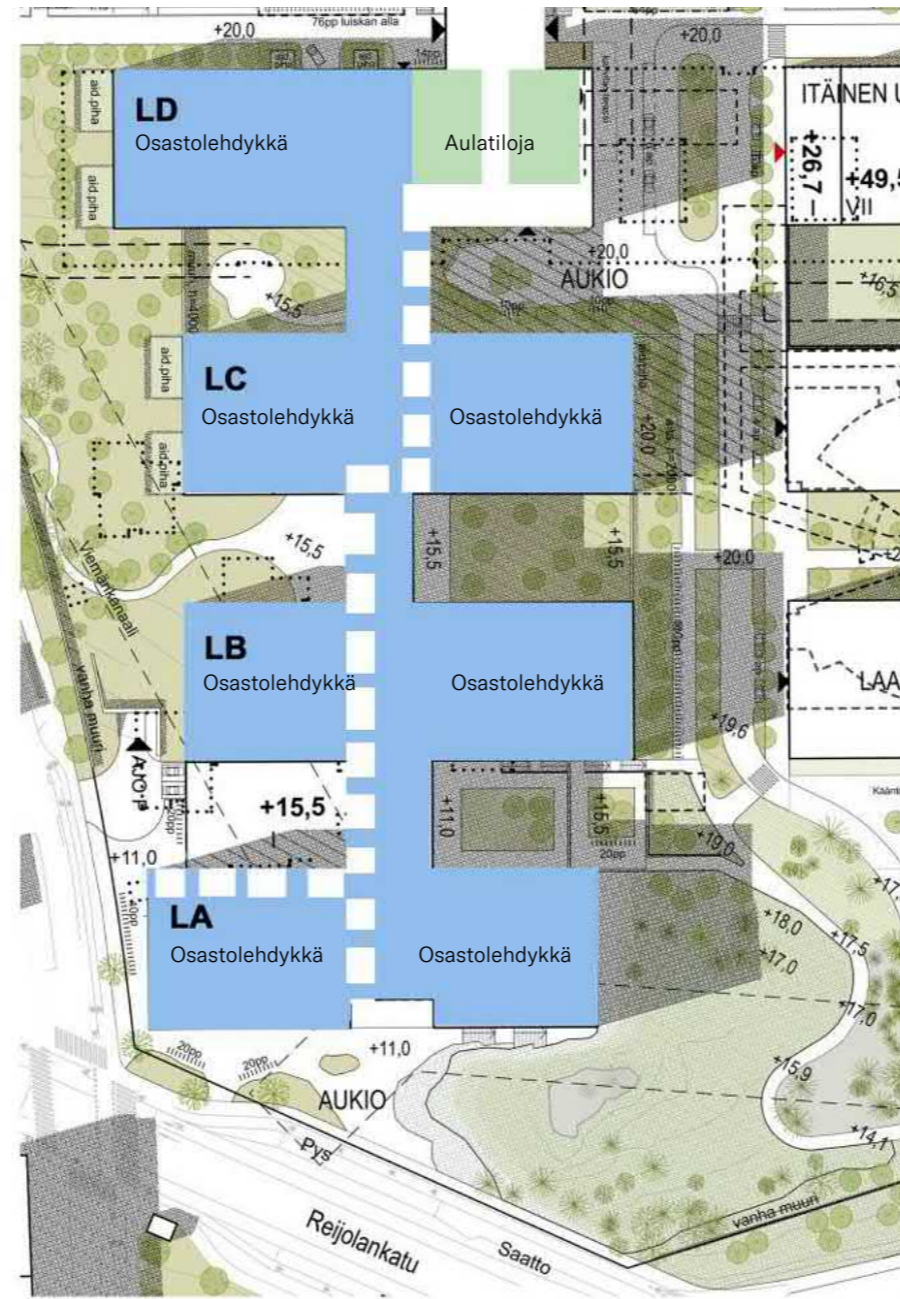 76pp luiskan alla
+20,0
14pp
+20,0
aid.piha
LD
Osastolehdykkä
Aulatiloja
ITÄINEN U
+26,7
+49,5
VII
aid.piha
+20,0
AUKIO
+16,5
+15,5
aid.piha
LC
Osastolehdykkä
Osastolehdykkä
+20,0
aid.piha
+15,5
+15,5
+15,5
+20,0
Viemärikanaali
LB
Osastolehdykkä
Osastolehdykkä
LAA
vanha muuri
+19,6
AJO P
20pp
+15,5
+11,0
+15,5
20pp
+19,0
Kääntö
+11,0
LA
Osastolehdykkä
Osastolehdykkä
+18,0
+17,5
+17,0
+17,0
20pp
20pp
+11,0
AUKIO
+15,9
+14,1
Pys
vanha muuri
Reijolankatu
Saatto